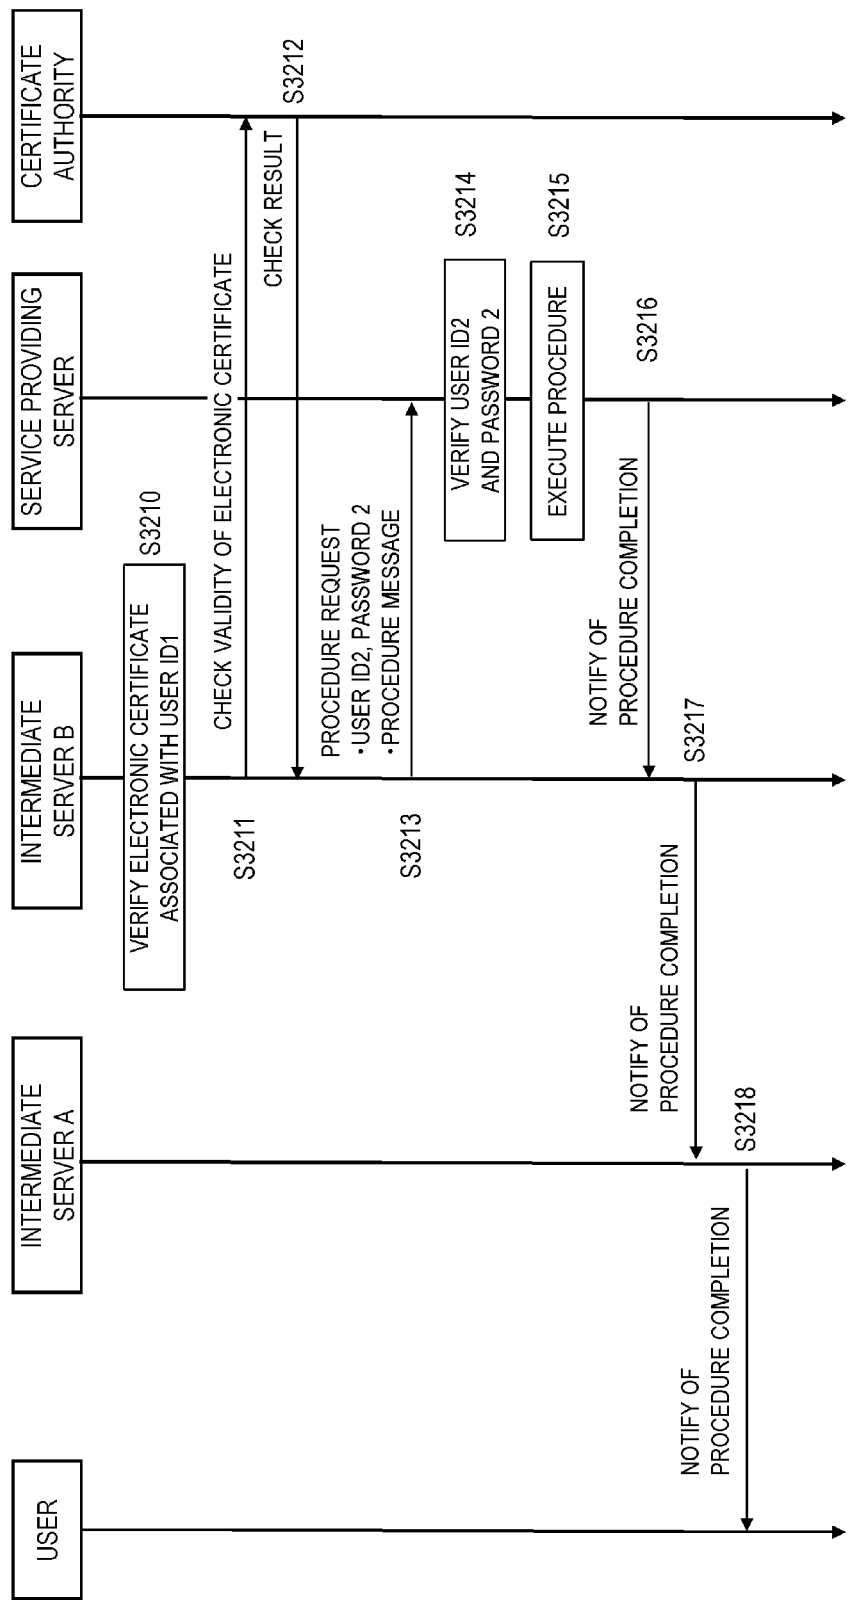 USER
INTERMEDIATE
SERVER A
INTERMEDIATE
SERVER B
SERVICE PROVIDING
SERVER
CERTIFICATE
AUTHORITY
VERIFY ELECTRONIC CERTIFICATE
ASSOCIATED WITH USER ID1
S3210
CHECK VALIDITY OF ELECTRONIC CERTIFICATE
S3211
CHECK RESULT
S3212
PROCEDURE REQUEST
・USER ID2, PASSWORD 2
・PROCEDURE MESSAGE
S3213
VERIFY USER ID2
AND PASSWORD 2
S3214
EXECUTE PROCEDURE
S3215
NOTIFY OF
PROCEDURE COMPLETION
S3216
NOTIFY OF
PROCEDURE COMPLETION
S3217
NOTIFY OF
PROCEDURE COMPLETION
S3218